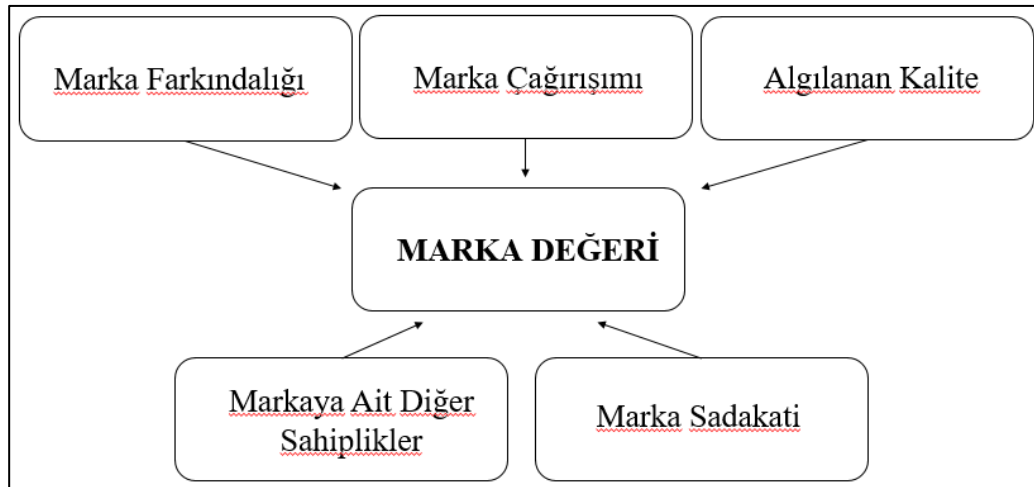 Marka Farkındalığı
Marka Çağırışımı
Algılanan Kalite
MARKA DEĞERİ
Markaya Ait Diğer
Sahiplikler
Marka Sadakati